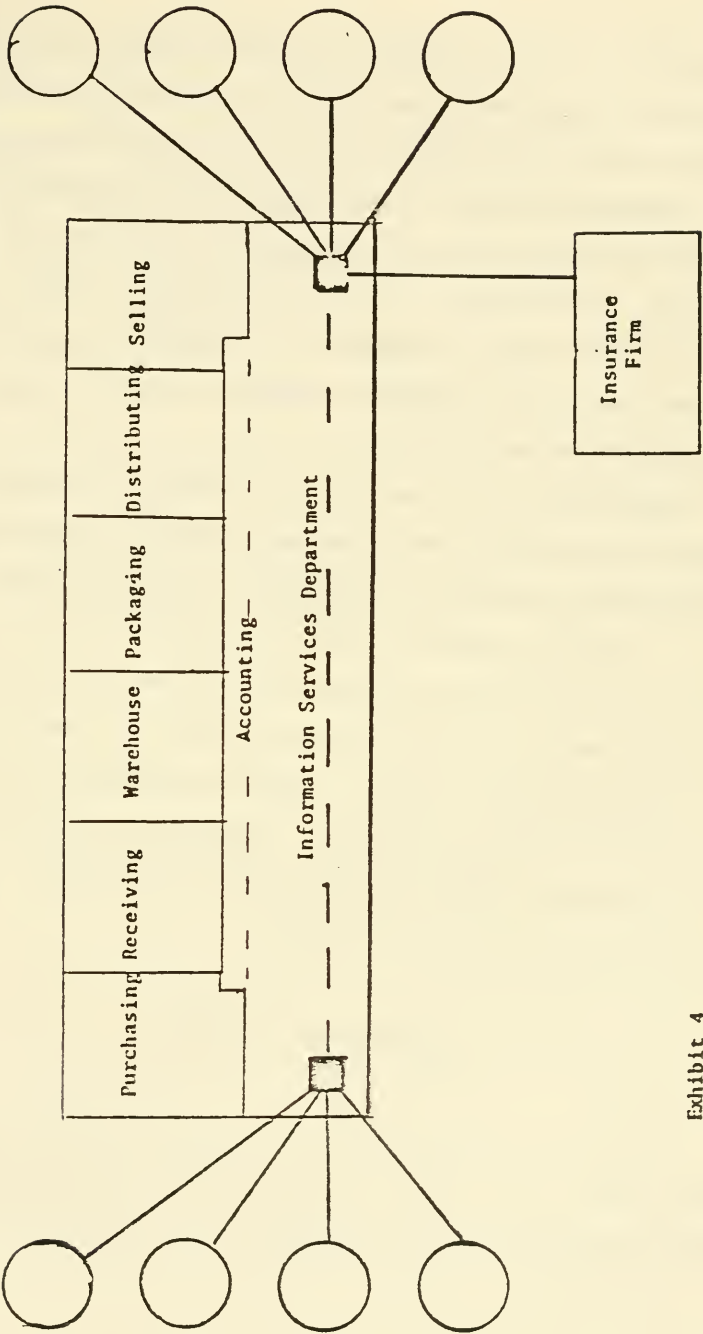 Purchasing Receiving Warehouse Packaging Distributing Selling
Accounting
Information Services Department
Insurance
Firm
Exhibit 4